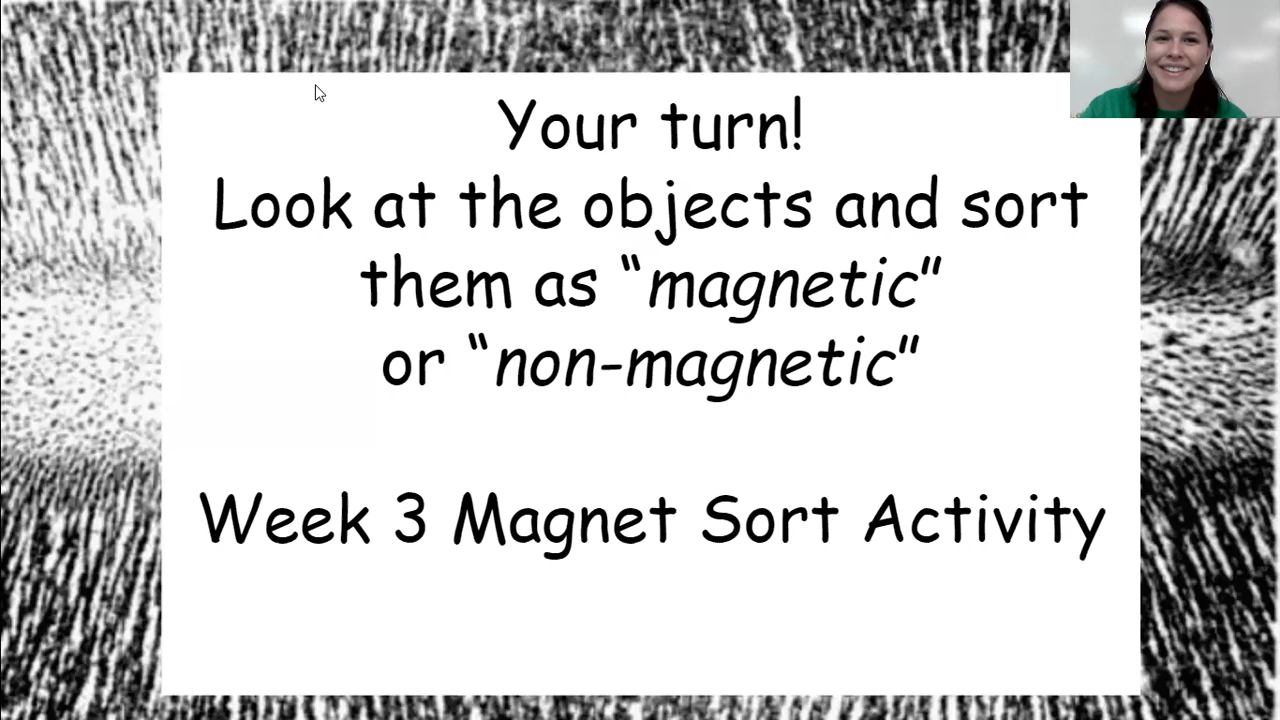 Your turn!
Look at the objects and sort
them as “magnetic”
or “non-magnetic”
Week 3 Magnet Sort Activity